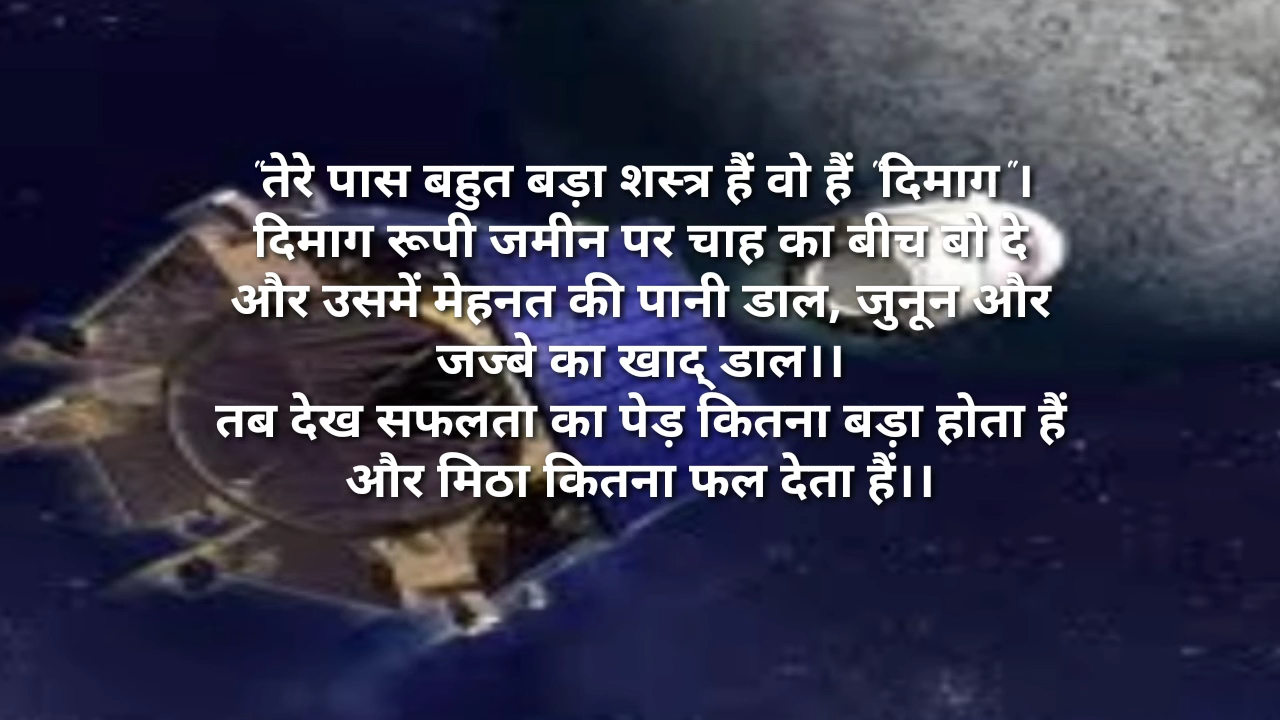 "तेरे पास बहुत बड़ा शस्त्र हैं वो हैं "दिमाग"।
दिमाग रूपी जमीन पर चाह का बीच बो दे
और उसमें मेहनत की पानी डाल, जुनून और
जज्बे का खाद् डाल।।
तब देख सफलता का पेड़ कितना बड़ा होता हैं
और मिठा कितना फल देता हैं।।